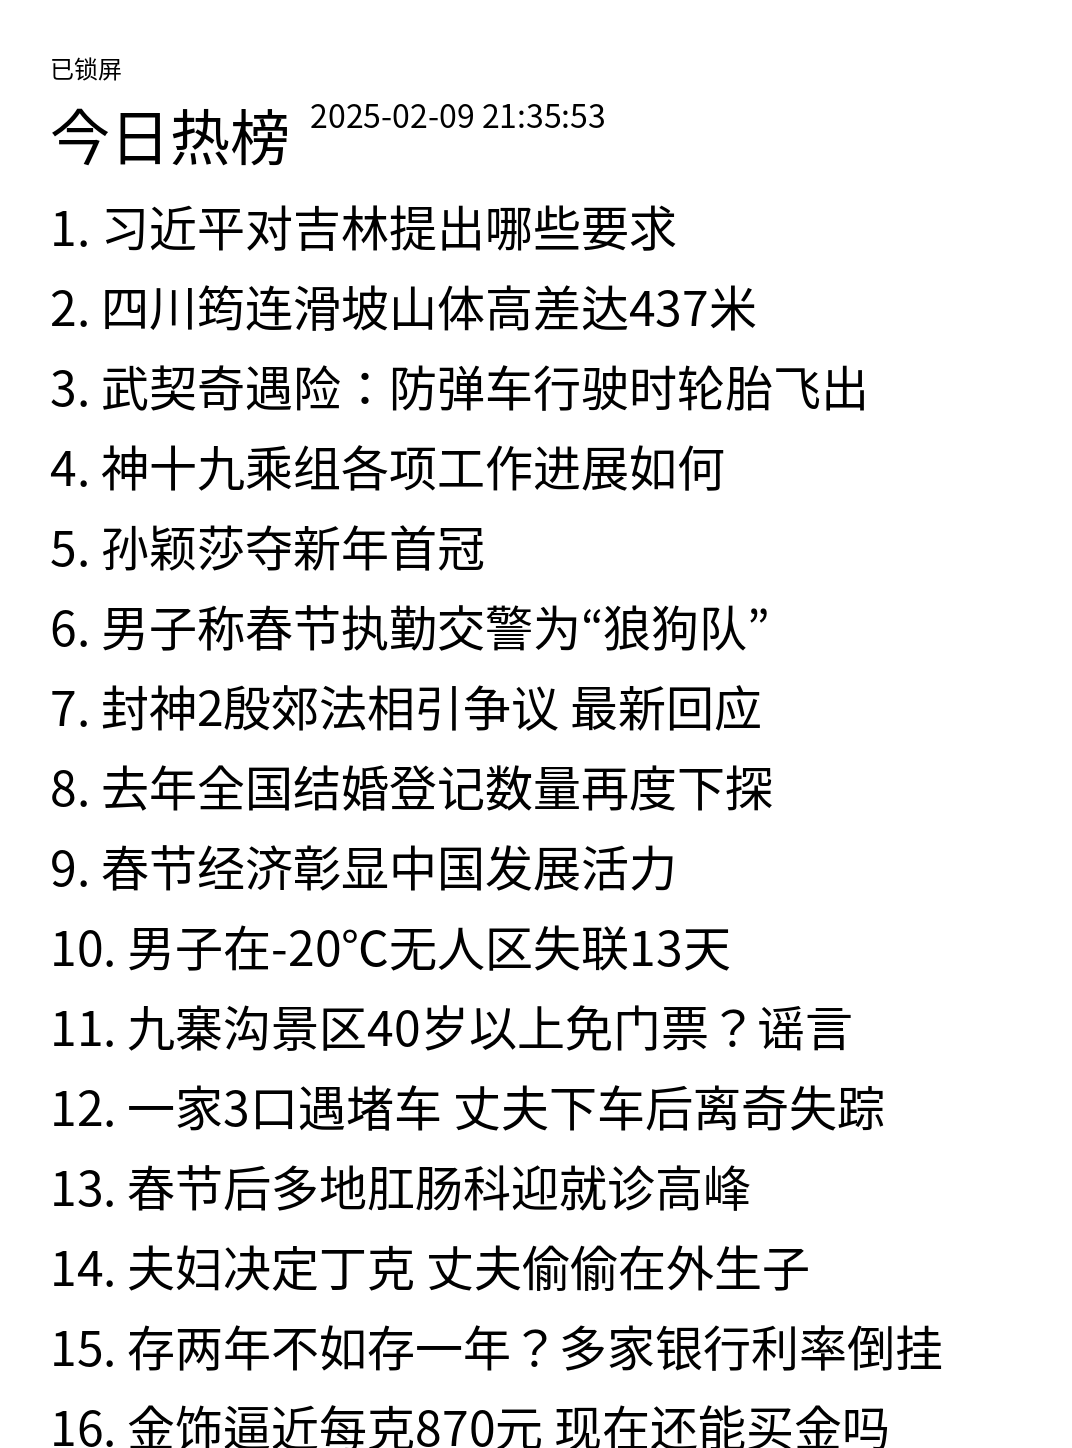 已锁屏
今日热榜 2025-02-09 21:35:53
1. 习近平对吉林提出哪些要求
2. 四川筠连滑坡山体高差达437米
3. 武契奇遇险：防弹车行驶时轮胎飞出
4. 神十九乘组各项工作进展如何
5. 孙颖莎夺新年首冠
6. 男子称春节执勤交警为“狼狗队”
7. 封神2殷郊法相引争议 最新回应
8. 去年全国结婚登记数量再度下探
9. 春节经济彰显中国发展活力
10. 男子在-20℃无人区失联13天
11. 九寨沟景区40岁以上免门票？谣言
12. 一家3口遇堵车 丈夫下车后离奇失踪
13. 春节后多地肛肠科迎就诊高峰
14. 夫妇决定丁克 丈夫偷偷在外生子
15. 存两年不如存一年？多家银行利率倒挂
16. 金饰逼近每克870元 现在还能买金吗